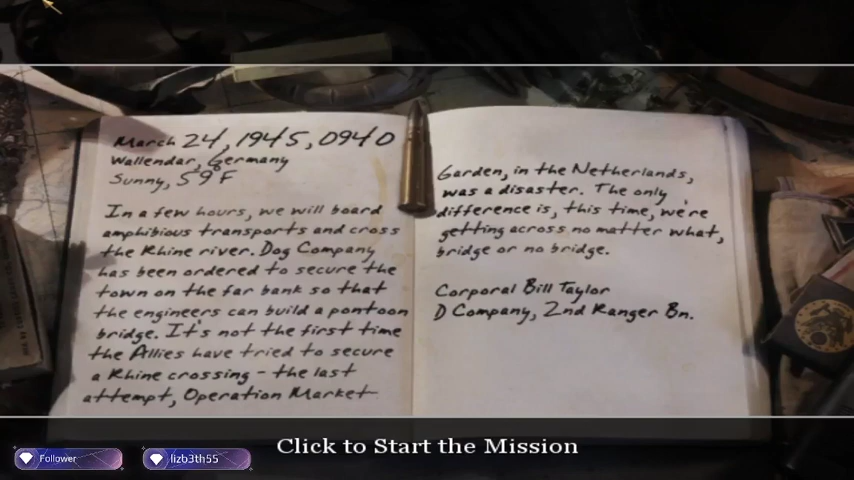 March 24, 1945, 0940
Wallendar, Germany
Sunny, 59 F
In a few hours, we will board
amphibious transports and cross
the Rhine river. Dog Company
has been ordered to secure the
town on the far bank so that
the engineers can build a pontoon
bridge. It's not the first time
the Allies have tried to secure
a Rhine crossing - the last
attempt, Operation Market
Garden, in the Netherlands,
was a disaster. The only
difference is, this time, we're
getting across no matter what,
bridge or no bridge.
Corporal Bill Taylor
D Company, 2nd Ranger Bn.
Click to Start the Mission
Follower
lizb3th55